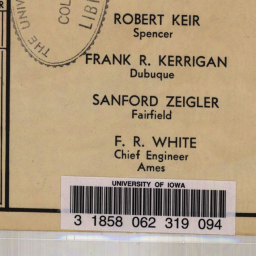 R
THE UNIV
COL
LIB
ROBERT KEIR
Spencer
FRANK R. KERRIGAN
Dubuque
SANFORD ZEIGLER
Fairfield
F. R. WHITE
Chief Engineer
Ames
UNIVERSITY OF IOWA
3 1858 062 319 094